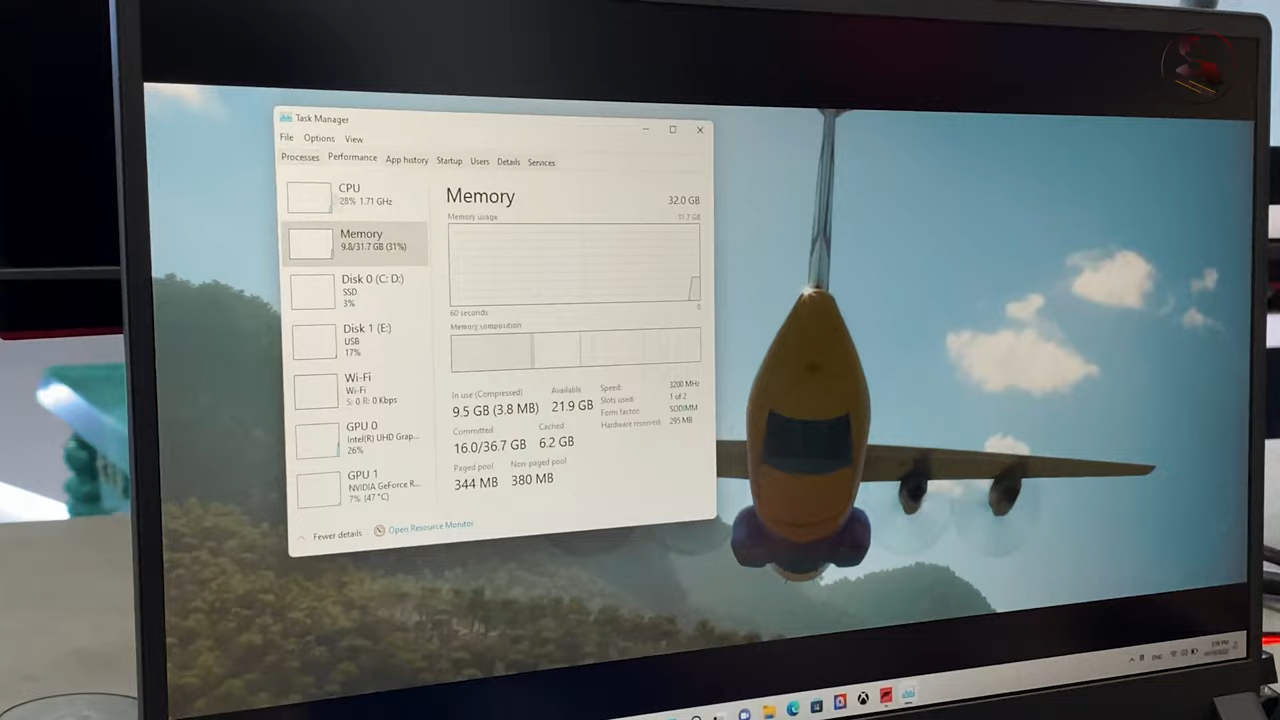 Task Manager
File Options View
Processes Performance App history Startup Users Details Services
CPU
28% 1.71 GHz
Memory
9.8/31.7 GB (31%)
Disk 0 (C: D:)
SSD
3%
Disk 1 (E:)
USB
17%
Wi-Fi
Wi-Fi
S: 0 R: 0 Kbps
GPU 0
Intel(R) UHD Grap...
26%
GPU 1
NVIDIA GeForce R...
7% (47 °C)
Memory 32.0 GB
Memory usage 31.7 GB
60 seconds 0
Memory composition
In use (Compressed) Available
9.5 GB (3.8 MB) 21.9 GB
Committed Cached
16.0/36.7 GB 6.2 GB
Paged pool Non-paged pool
344 MB 380 MB
Speed: 3200 MHz
Slots used: 1 of 2
Form factor: SODIMM
Hardware reserved: 295 MB
Fewer details Open Resource Monitor
ENG